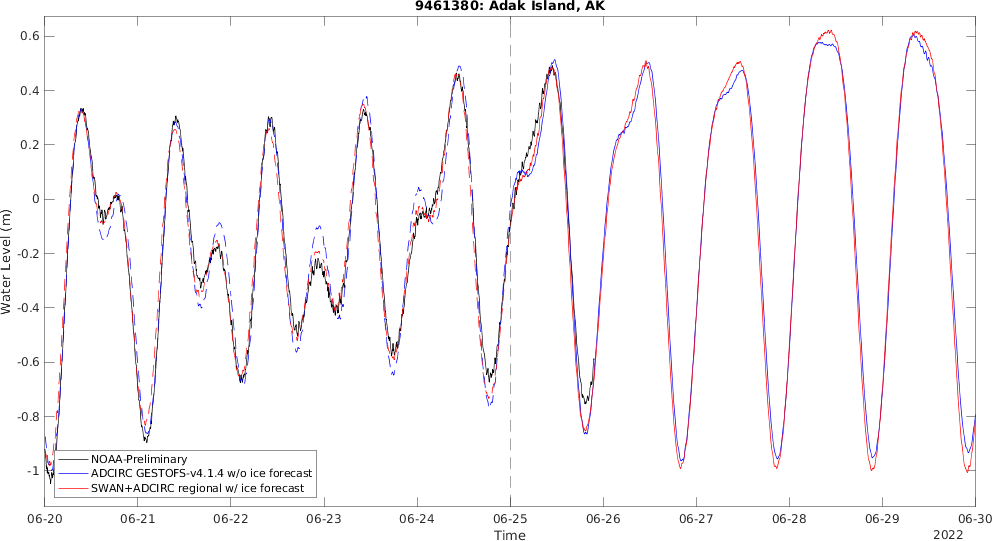 9461380: Adak Island, AK
Water Level (m)
0.6
0.4
0.2
0
-0.2
-0.4
-0.6
-0.8
-1
NOAA-Preliminary
ADCIRC GESTOFS-v4.1.4 w/o ice forecast
SWAN+ADCIRC regional w/ ice forecast
06-20 06-21 06-22 06-23 06-24 06-25 06-26 06-27 06-28 06-29 06-30
Time
2022